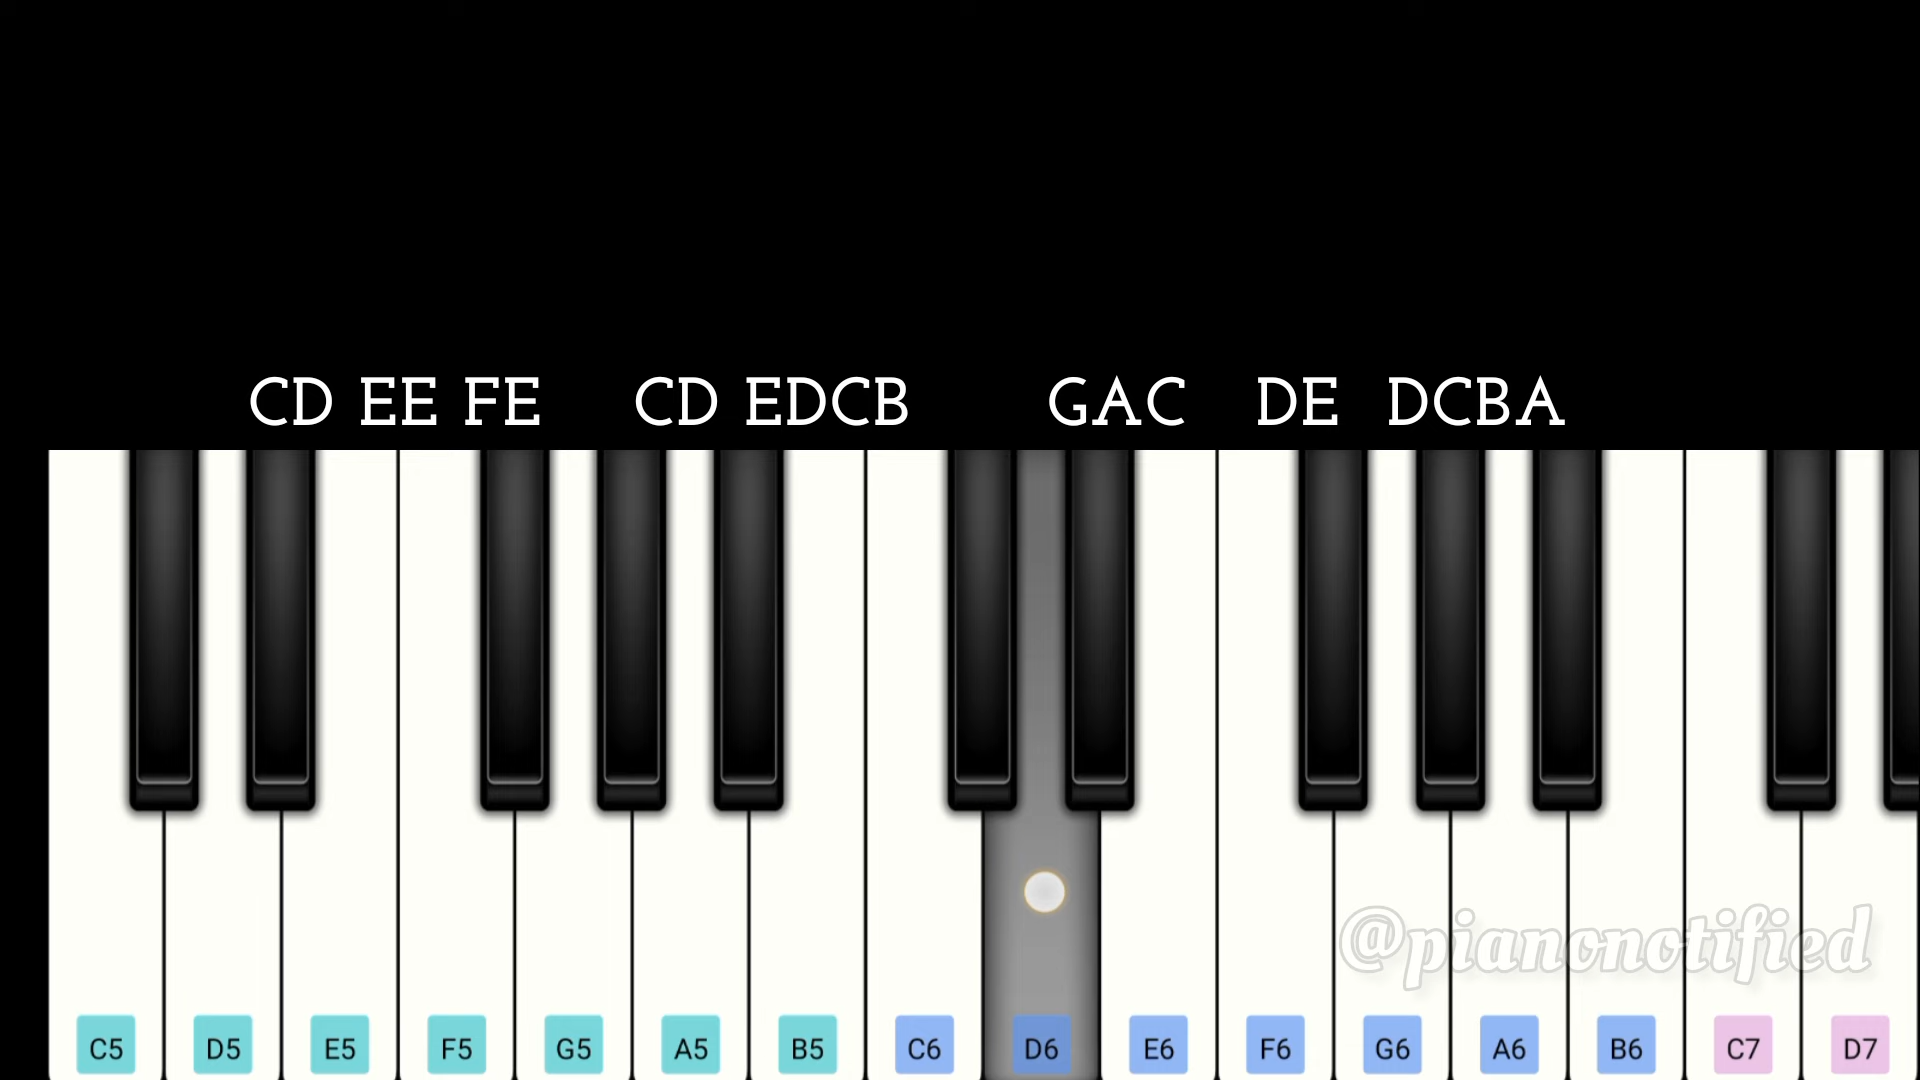 CD EE FE CD EDCB GAC DE DCBA
@pianonotified
C5 D5 E5 F5 G5 A5 B5 C6 D6 E6 F6 G6 A6 B6 C7 D7